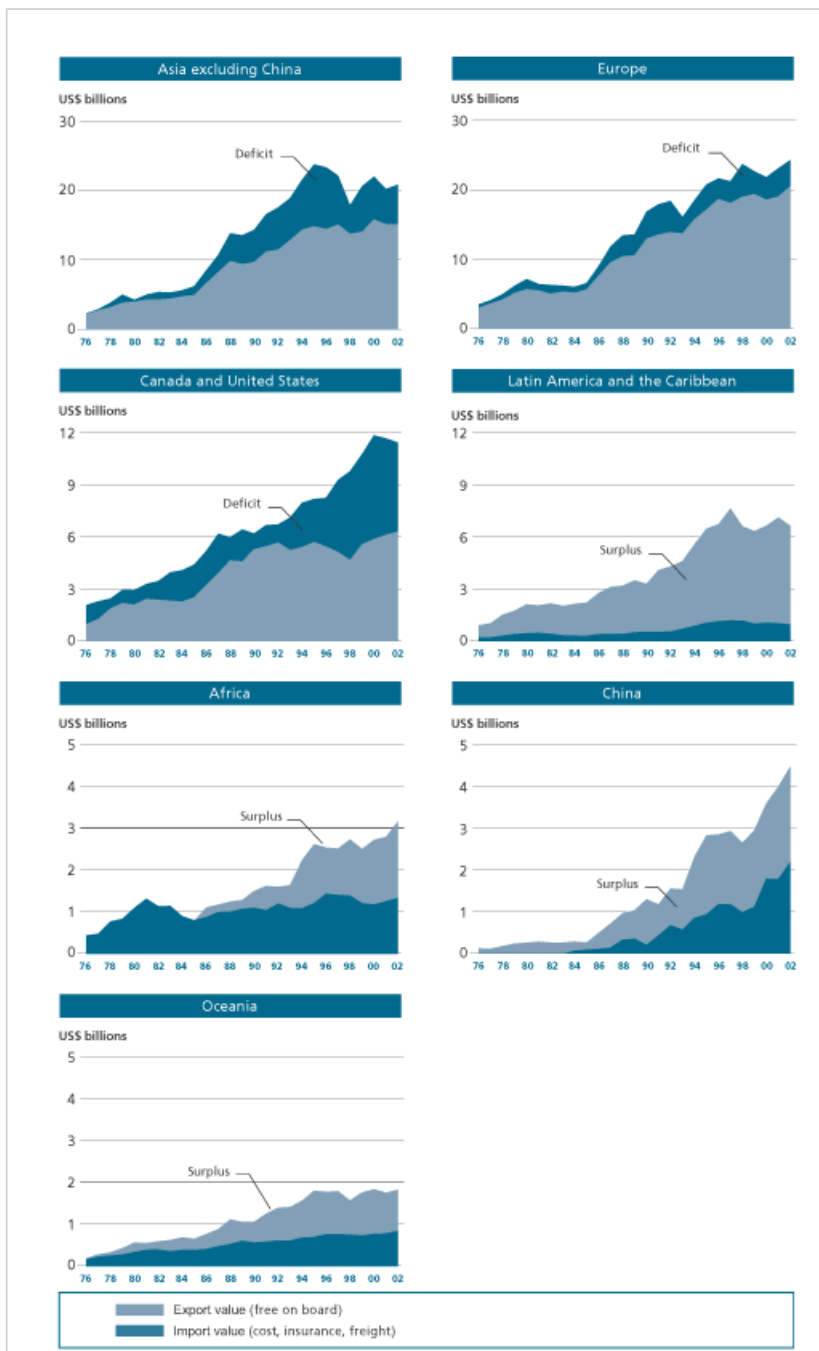 Asia excluding China
US$ billions
30
20
10
0
Deficit
76 78 80 82 84 86 88 90 92 94 96 98 00 02
Europe
US$ billions
30
20
10
0
Deficit
76 78 80 82 84 86 88 90 92 94 96 98 00 02
Canada and United States
US$ billions
12
9
6
3
0
Deficit
76 78 80 82 84 86 88 90 92 94 96 98 00 02
Latin America and the Caribbean
US$ billions
12
9
6
3
0
Surplus
76 78 80 82 84 86 88 90 92 94 96 98 00 02
Africa
US$ billions
5
4
3
2
1
0
Surplus
76 78 80 82 84 86 88 90 92 94 96 98 00 02
China
US$ billions
5
4
3
2
1
0
Surplus
76 78 80 82 84 86 88 90 92 94 96 98 00 02
Oceania
US$ billions
5
4
3
2
1
0
Surplus
76 78 80 82 84 86 88 90 92 94 96 98 00 02
Export value (free on board)
Import value (cost, insurance, freight)